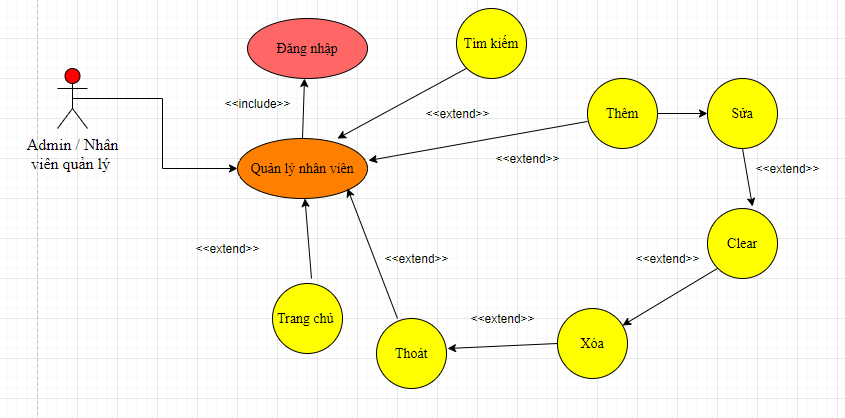 Tìm kiếm
Đăng nhập
<<include>>
<<extend>>
Thêm
Sửa
Admin / Nhân
viên quản lý
Quản lý nhân viên
<<extend>>
<<extend>>
<<extend>>
Clear
<<extend>>
<<extend>>
Trang chủ
<<extend>>
Thoát
Xóa